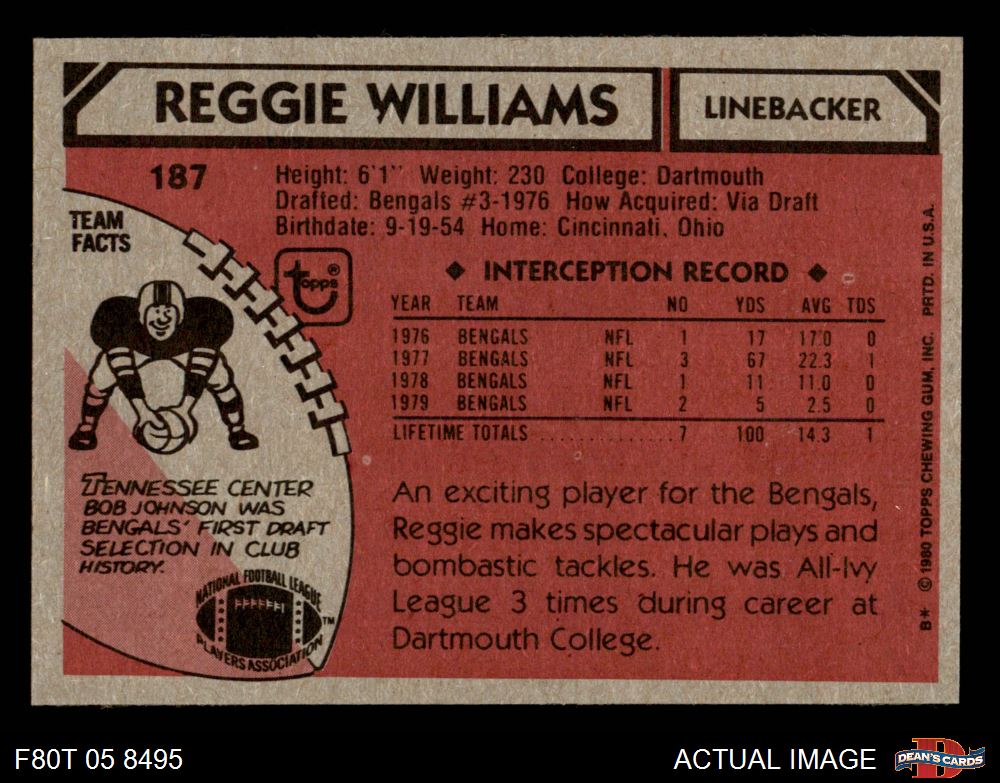 REGGIE WILLIAMS
LINEBACKER
187
Height: 6'1" Weight: 230 College: Dartmouth
Drafted: Bengals #3-1976 How Acquired: Via Draft
Birthdate: 9-19-54 Home: Cincinnati, Ohio
TEAM
FACTS
topps®
◆ INTERCEPTION RECORD ◆
YEAR TEAM NO YDS AVG TDS
1976 BENGALS NFL 1 17 17.0 0
1977 BENGALS NFL 3 67 22.3 1
1978 BENGALS NFL 1 11 11.0 0
1979 BENGALS NFL 2 5 2.5 0
LIFETIME TOTALS ............... 7 100 14.3 1
TENNESSEE CENTER
BOB JOHNSON WAS
BENGALS' FIRST DRAFT
SELECTION IN CLUB
HISTORY.
NATIONAL FOOTBALL LEAGUE
PLAYERS ASSOCIATION
TM
An exciting player for the Bengals,
Reggie makes spectacular plays and
bombastic tackles. He was All-Ivy
League 3 times during career at
Dartmouth College.
B* © 1980 TOPPS CHEWING GUM, INC. PRTD. IN U.S.A.
F80T 05 8495
ACTUAL IMAGE
D
DEAN'S CARDS